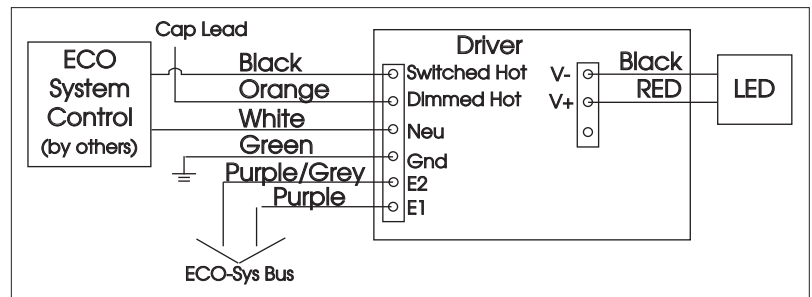 Cap Lead
ECO
System
Control
(by others)
Black
Orange
White
Green
Purple/Grey
Purple
ECO-Sys Bus
Driver
Switched Hot
Dimmed Hot
Neu
Gnd
E2
E1
V-
V+
Black
RED
LED